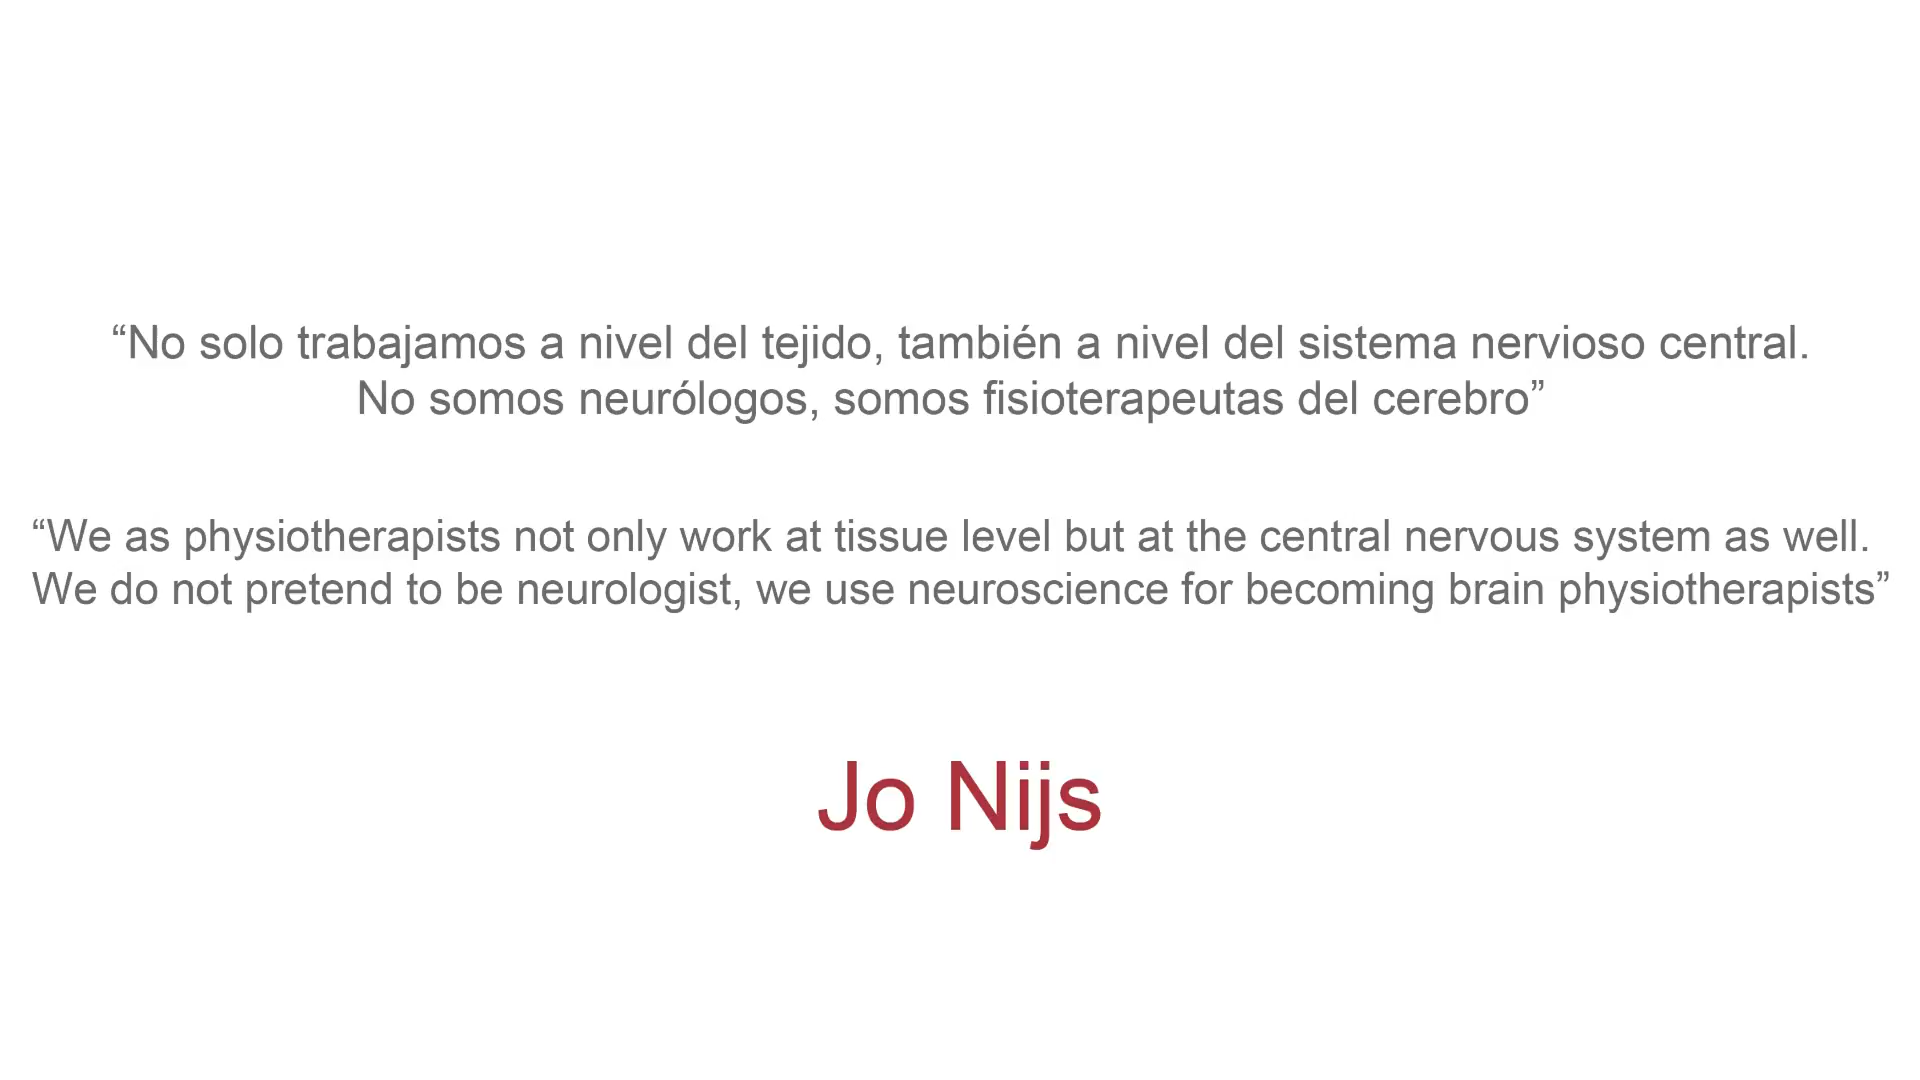 “No solo trabajamos a nivel del tejido, también a nivel del sistema nervioso central.
No somos neurólogos, somos fisioterapeutas del cerebro”
“We as physiotherapists not only work at tissue level but at the central nervous system as well.
We do not pretend to be neurologist, we use neuroscience for becoming brain physiotherapists”
Jo Nijs